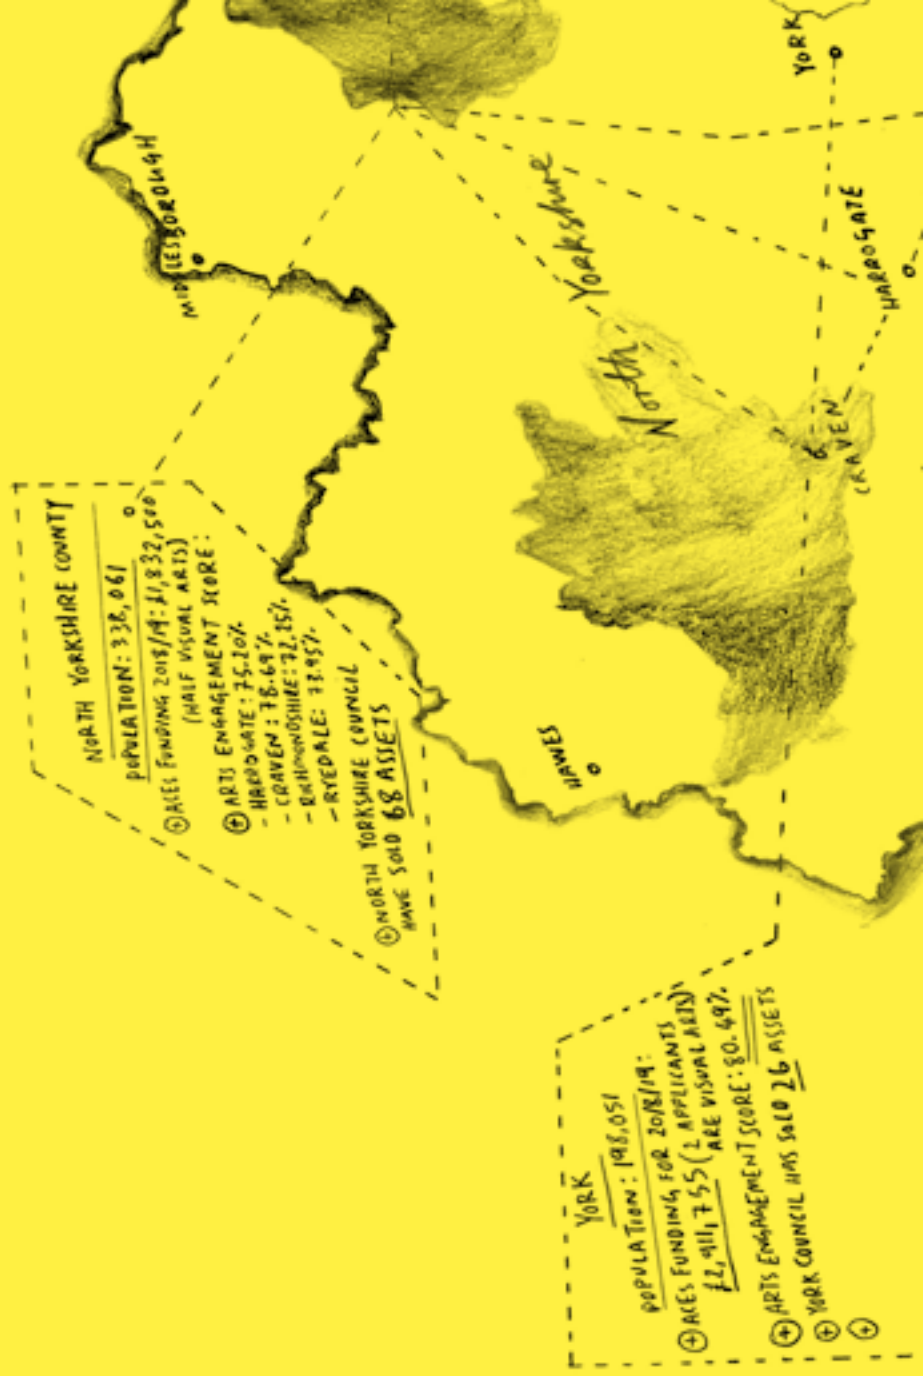 NORTH YORKSHIRE COUNTY
POPULATION: 338,061
ACES FUNDING 2018/19: £1,832,500
(HALF VISUAL ARTS)
ARTS ENGAGEMENT SCORE:
- HARROGATE: 75.20%
- CRAVEN: 78.69%
- RICHMONDSHIRE: 72.25%
- RYEDALE: 73.95%
NORTH YORKSHIRE COUNCIL
HAVE SOLD 68 ASSETS
YORK
POPULATION: 198,051
ACES FUNDING FOR 2018/19:
£2,911,755 (2 APPLICANTS
ARE VISUAL ARTS)
ARTS ENGAGEMENT SCORE: 80.49%
YORK COUNCIL HAS SOLD 26 ASSETS
MIDDLESBOROUGH
HAWES
North Yorkshire
CRAVEN
HARROGATE
YORK